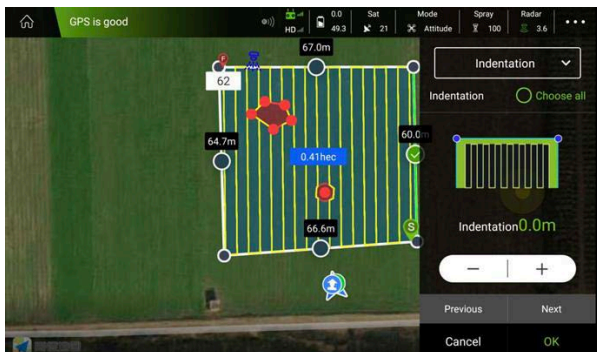 GPS is good
HD
0.0
49.3
Sat
21
Mode
Attitude
Spray
100
Radar
3.6
67.0m
62
64.7m
60.0m
0.41hec
66.6m
S
Indentation
Indentation
Choose all
Indentation0.0m
Previous
Next
Cancel
OK